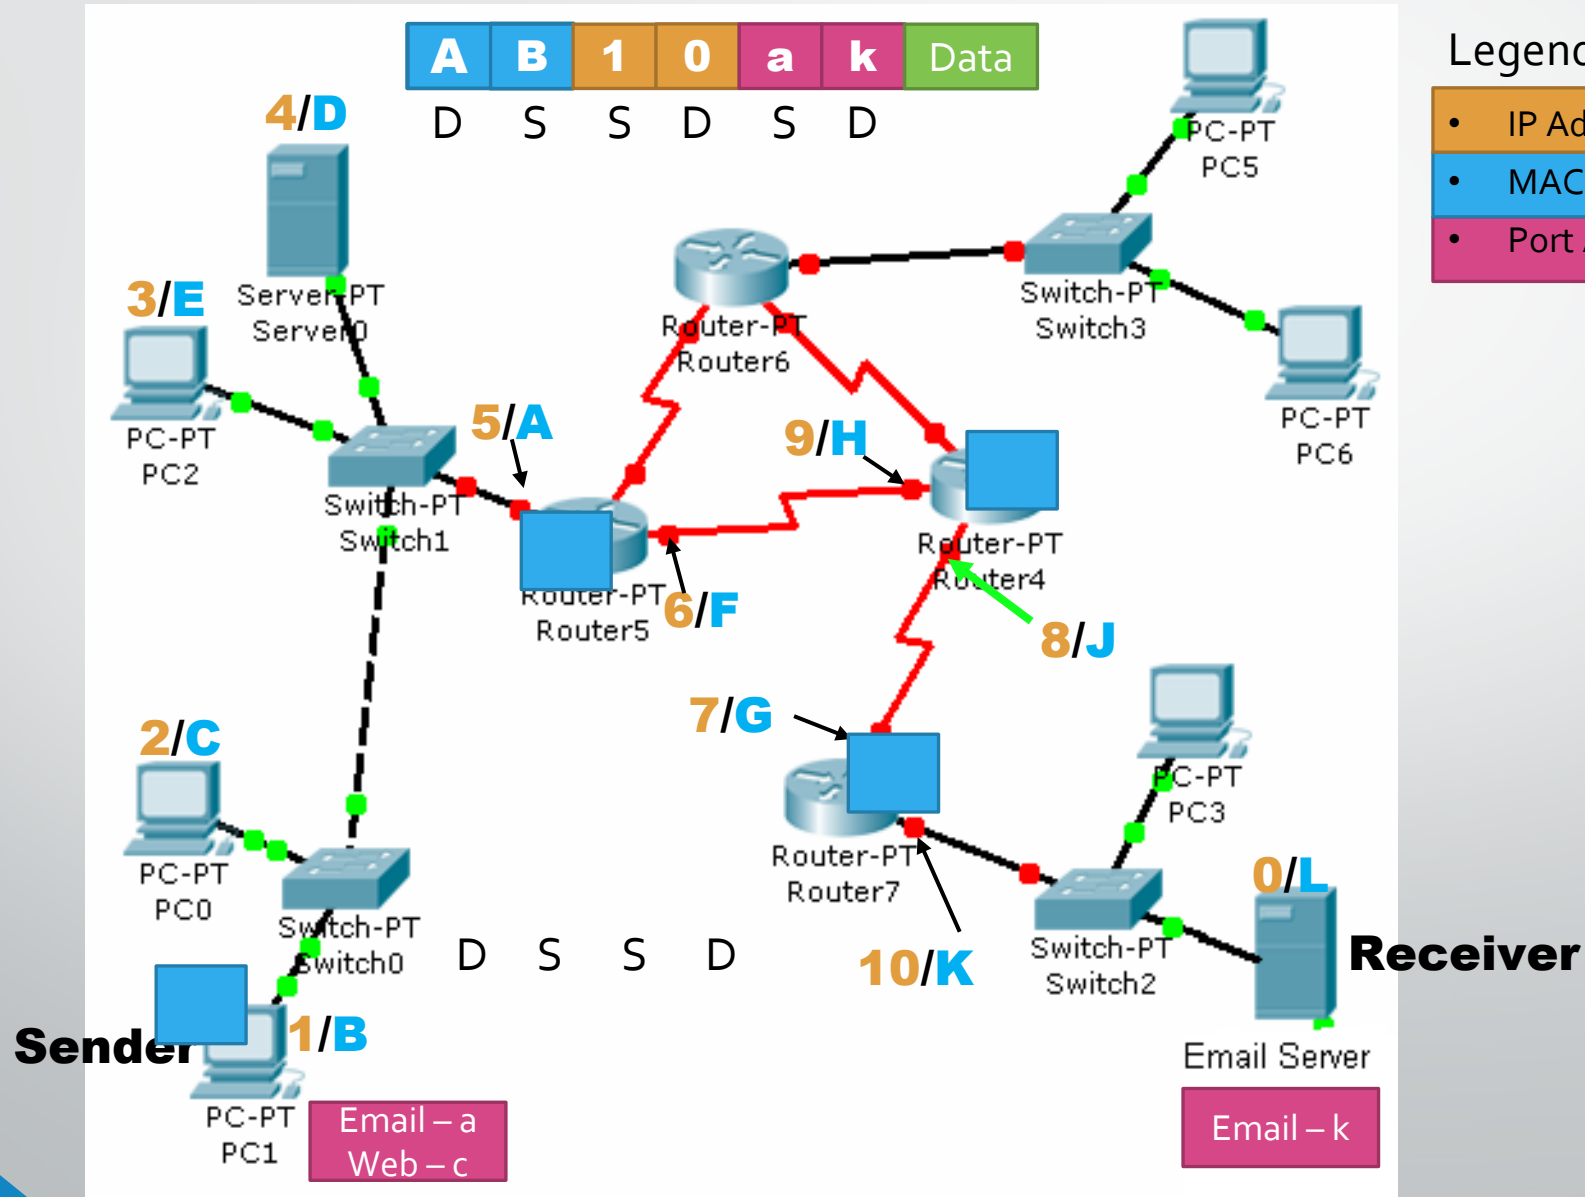 A B 1 0 a k Data
D S S D S D
Legend
• IP Ad
• MAC
• Port A
4/D
Server-PT
Server0
3/E
PC-PT
PC2
PC-PT
PC5
Router-PT
Router6
Switch-PT
Switch3
PC-PT
PC6
5/A
Switch-PT
Switch1
9/H
Router-PT
Router4
Router-PT
Router5
6/F
8/J
7/G
2/C
PC-PT
PC0
Switch-PT
Switch0
PC-PT
PC3
Router-PT
Router7
0/L
D S S D
10/K
Switch-PT
Switch2
Receiver
Email Server
Sender
1/B
PC-PT
PC1
Email – a
Web – c
Email – k